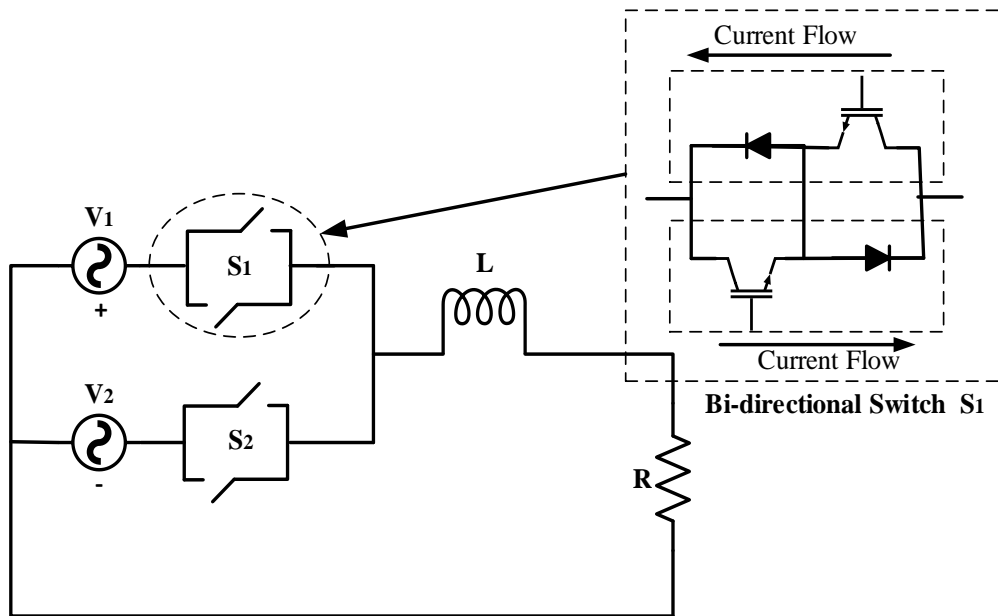 Current Flow
V1
S1
+
L
Current Flow
Bi-directional Switch S1
V2
S2
-
R